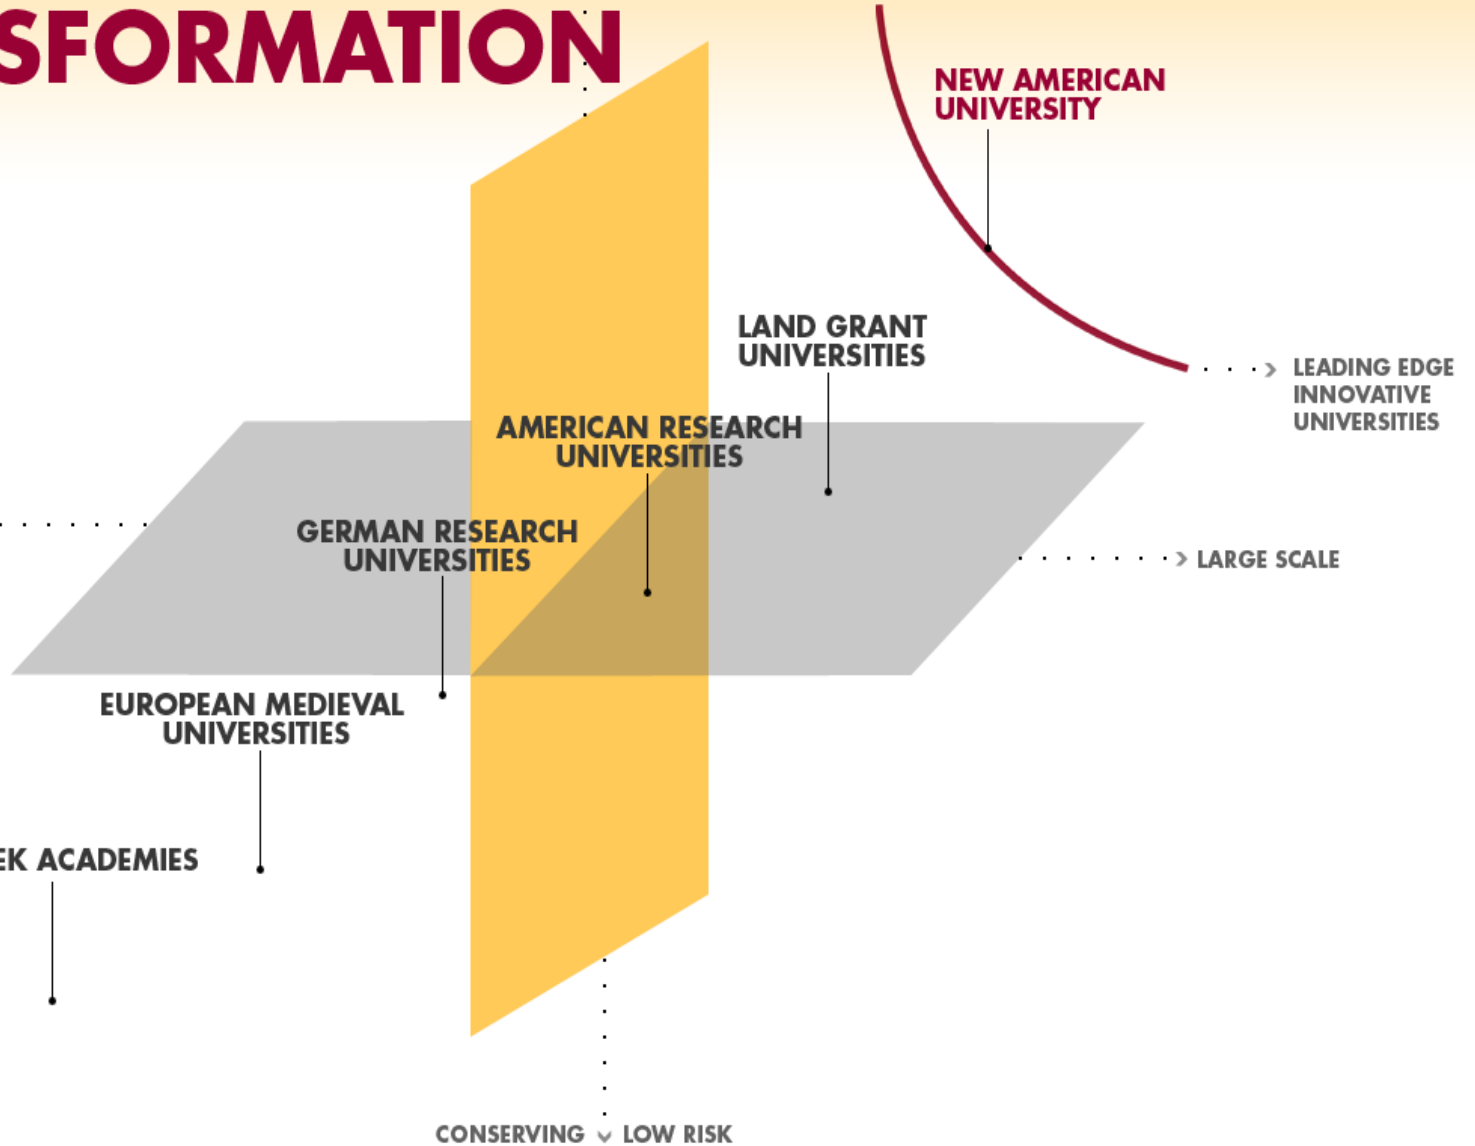 SFORMATION
NEW AMERICAN
UNIVERSITY
LAND GRANT
UNIVERSITIES
LEADING EDGE
INNOVATIVE
UNIVERSITIES
AMERICAN RESEARCH
UNIVERSITIES
GERMAN RESEARCH
UNIVERSITIES
LARGE SCALE
EUROPEAN MEDIEVAL
UNIVERSITIES
EK ACADEMIES
CONSERVING LOW RISK